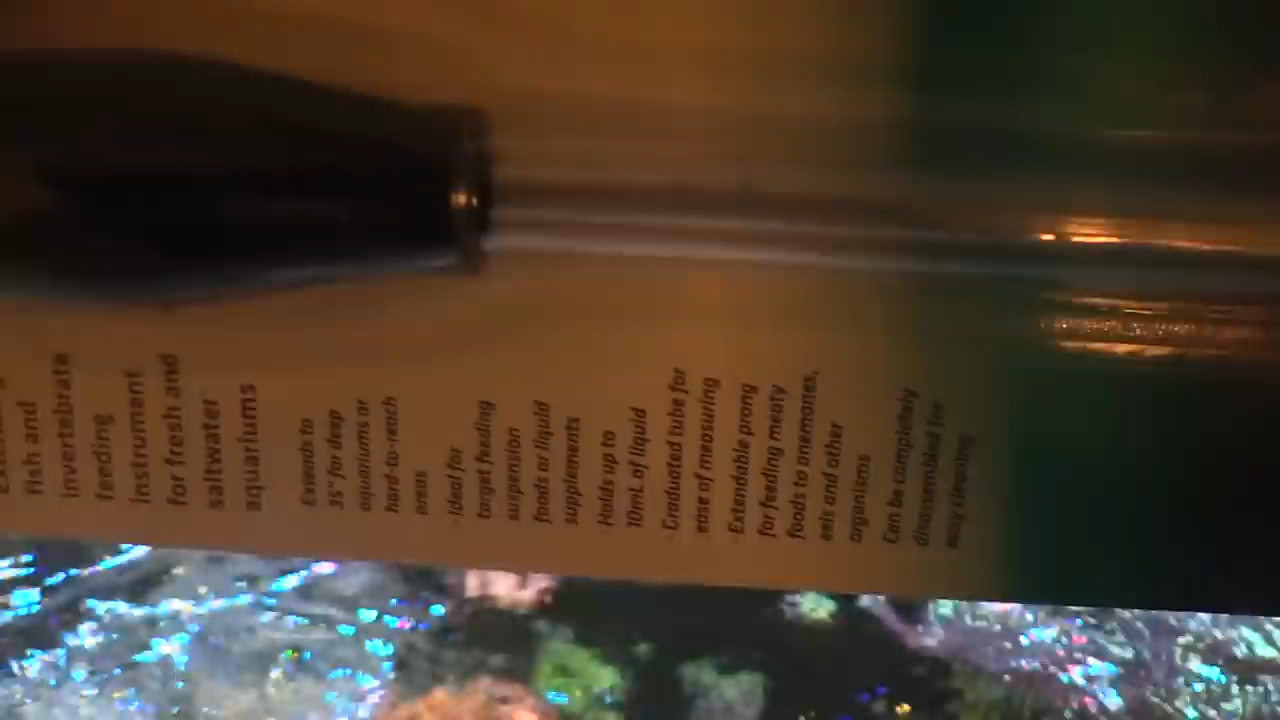 fish and
invertebrate
feeding
instrument
for fresh and
saltwater
aquariums
Extends to
35" for deep
aquariums or
hard-to-reach
areas
·Ideal for
target feeding
suspension
foods or liquid
supplements
·Holds up to
10mL of liquid
·Graduated tube for
ease of measuring
·Extendable prong
for feeding meaty
foods to anemones,
eels and other
organisms
Can be completely
disassembled for
easy cleaning